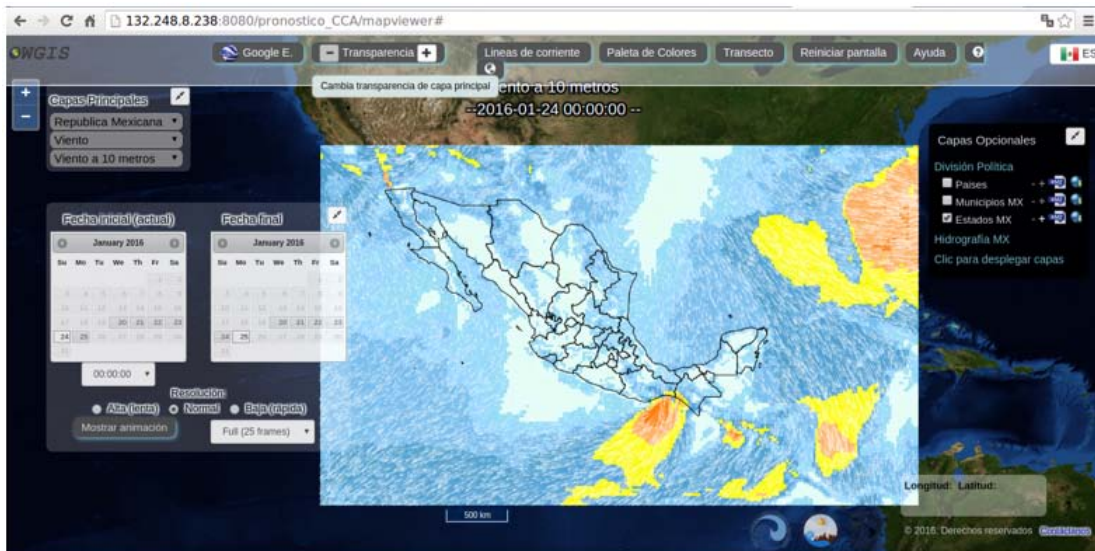 132.248.8.238:8080/pronostico_CCA/mapviewer#
OWGIS
Google E.
Transparencia
Lineas de corriente
Paleta de Colores
Transecto
Reiniciar pantalla
Ayuda
ES
Cambia transparencia de capa principal
Viento a 10 metros
--2016-01-24 00:00:00 --
Capas Principales
Republica Mexicana
Viento
Viento a 10 metros
Capas Opcionales
División Política
Paises - +
Municipios MX - +
Estados MX - +
Hidrografía MX
Clic para desplegar capas
Fecha inicial (actual)
January 2016
Su Mo Tu We Th Fr Sa
20 21 22 23
24 25
Fecha final
January 2016
Su Mo Tu We Th Fr Sa
20 21 22 23
24 25
00:00:00
Resolución:
Alta (lenta) Normal Baja (rápida)
Mostrar animación
Full (25 frames)
Longitud: Latitud:
500 km
© 2016. Derechos reservados Contáctanos